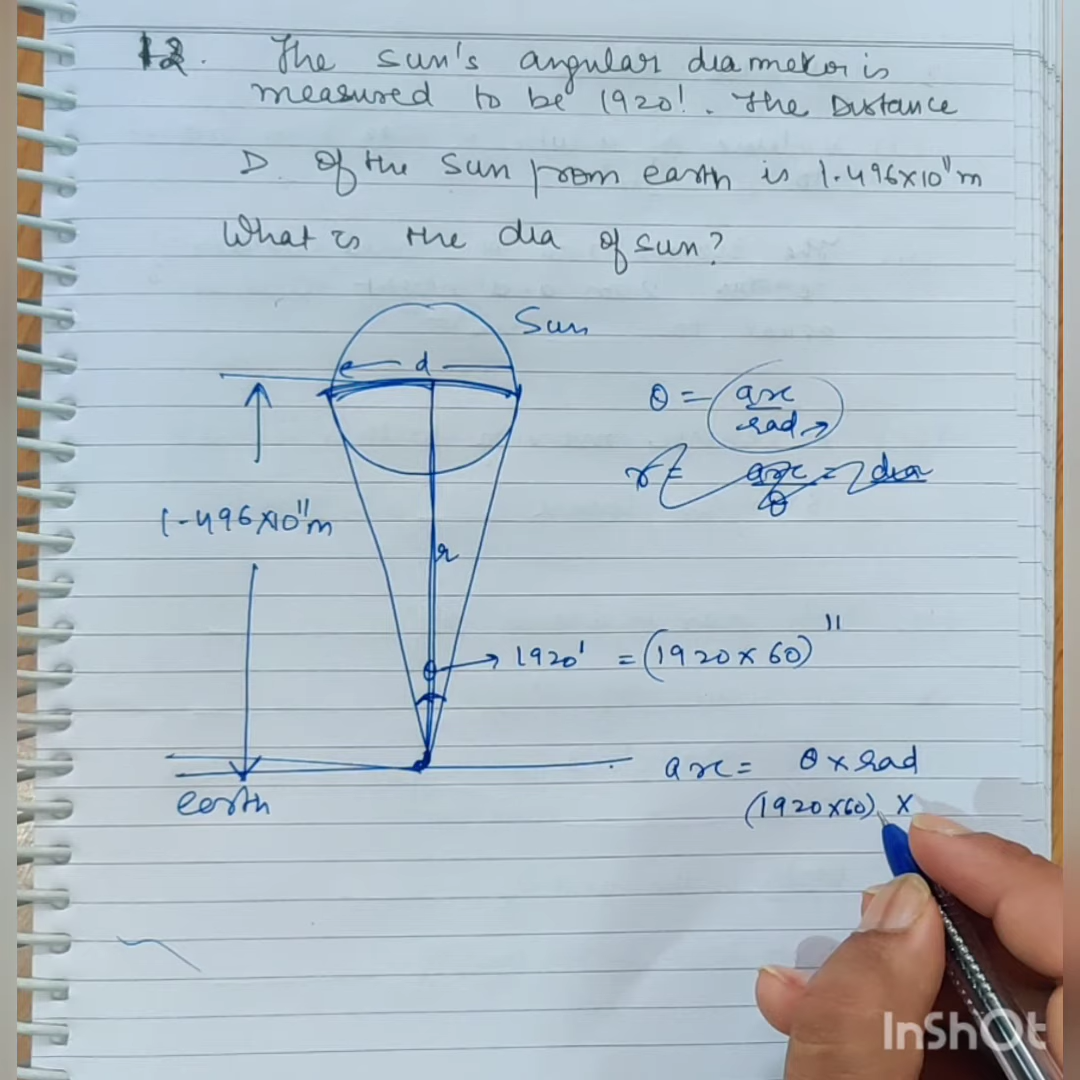 12. The sun's angular diameter is
measured to be 1920'. The Distance
D of the sun from earth is 1.496×10¹¹m
What is the dia of sun?
Sun
d
θ = arc
rad
r = arc = dia
θ
1.496×10¹¹m
r
θ → 1920' = (1920×60)"
arc = θ × rad
(1920×60) ×
earth
InShOt